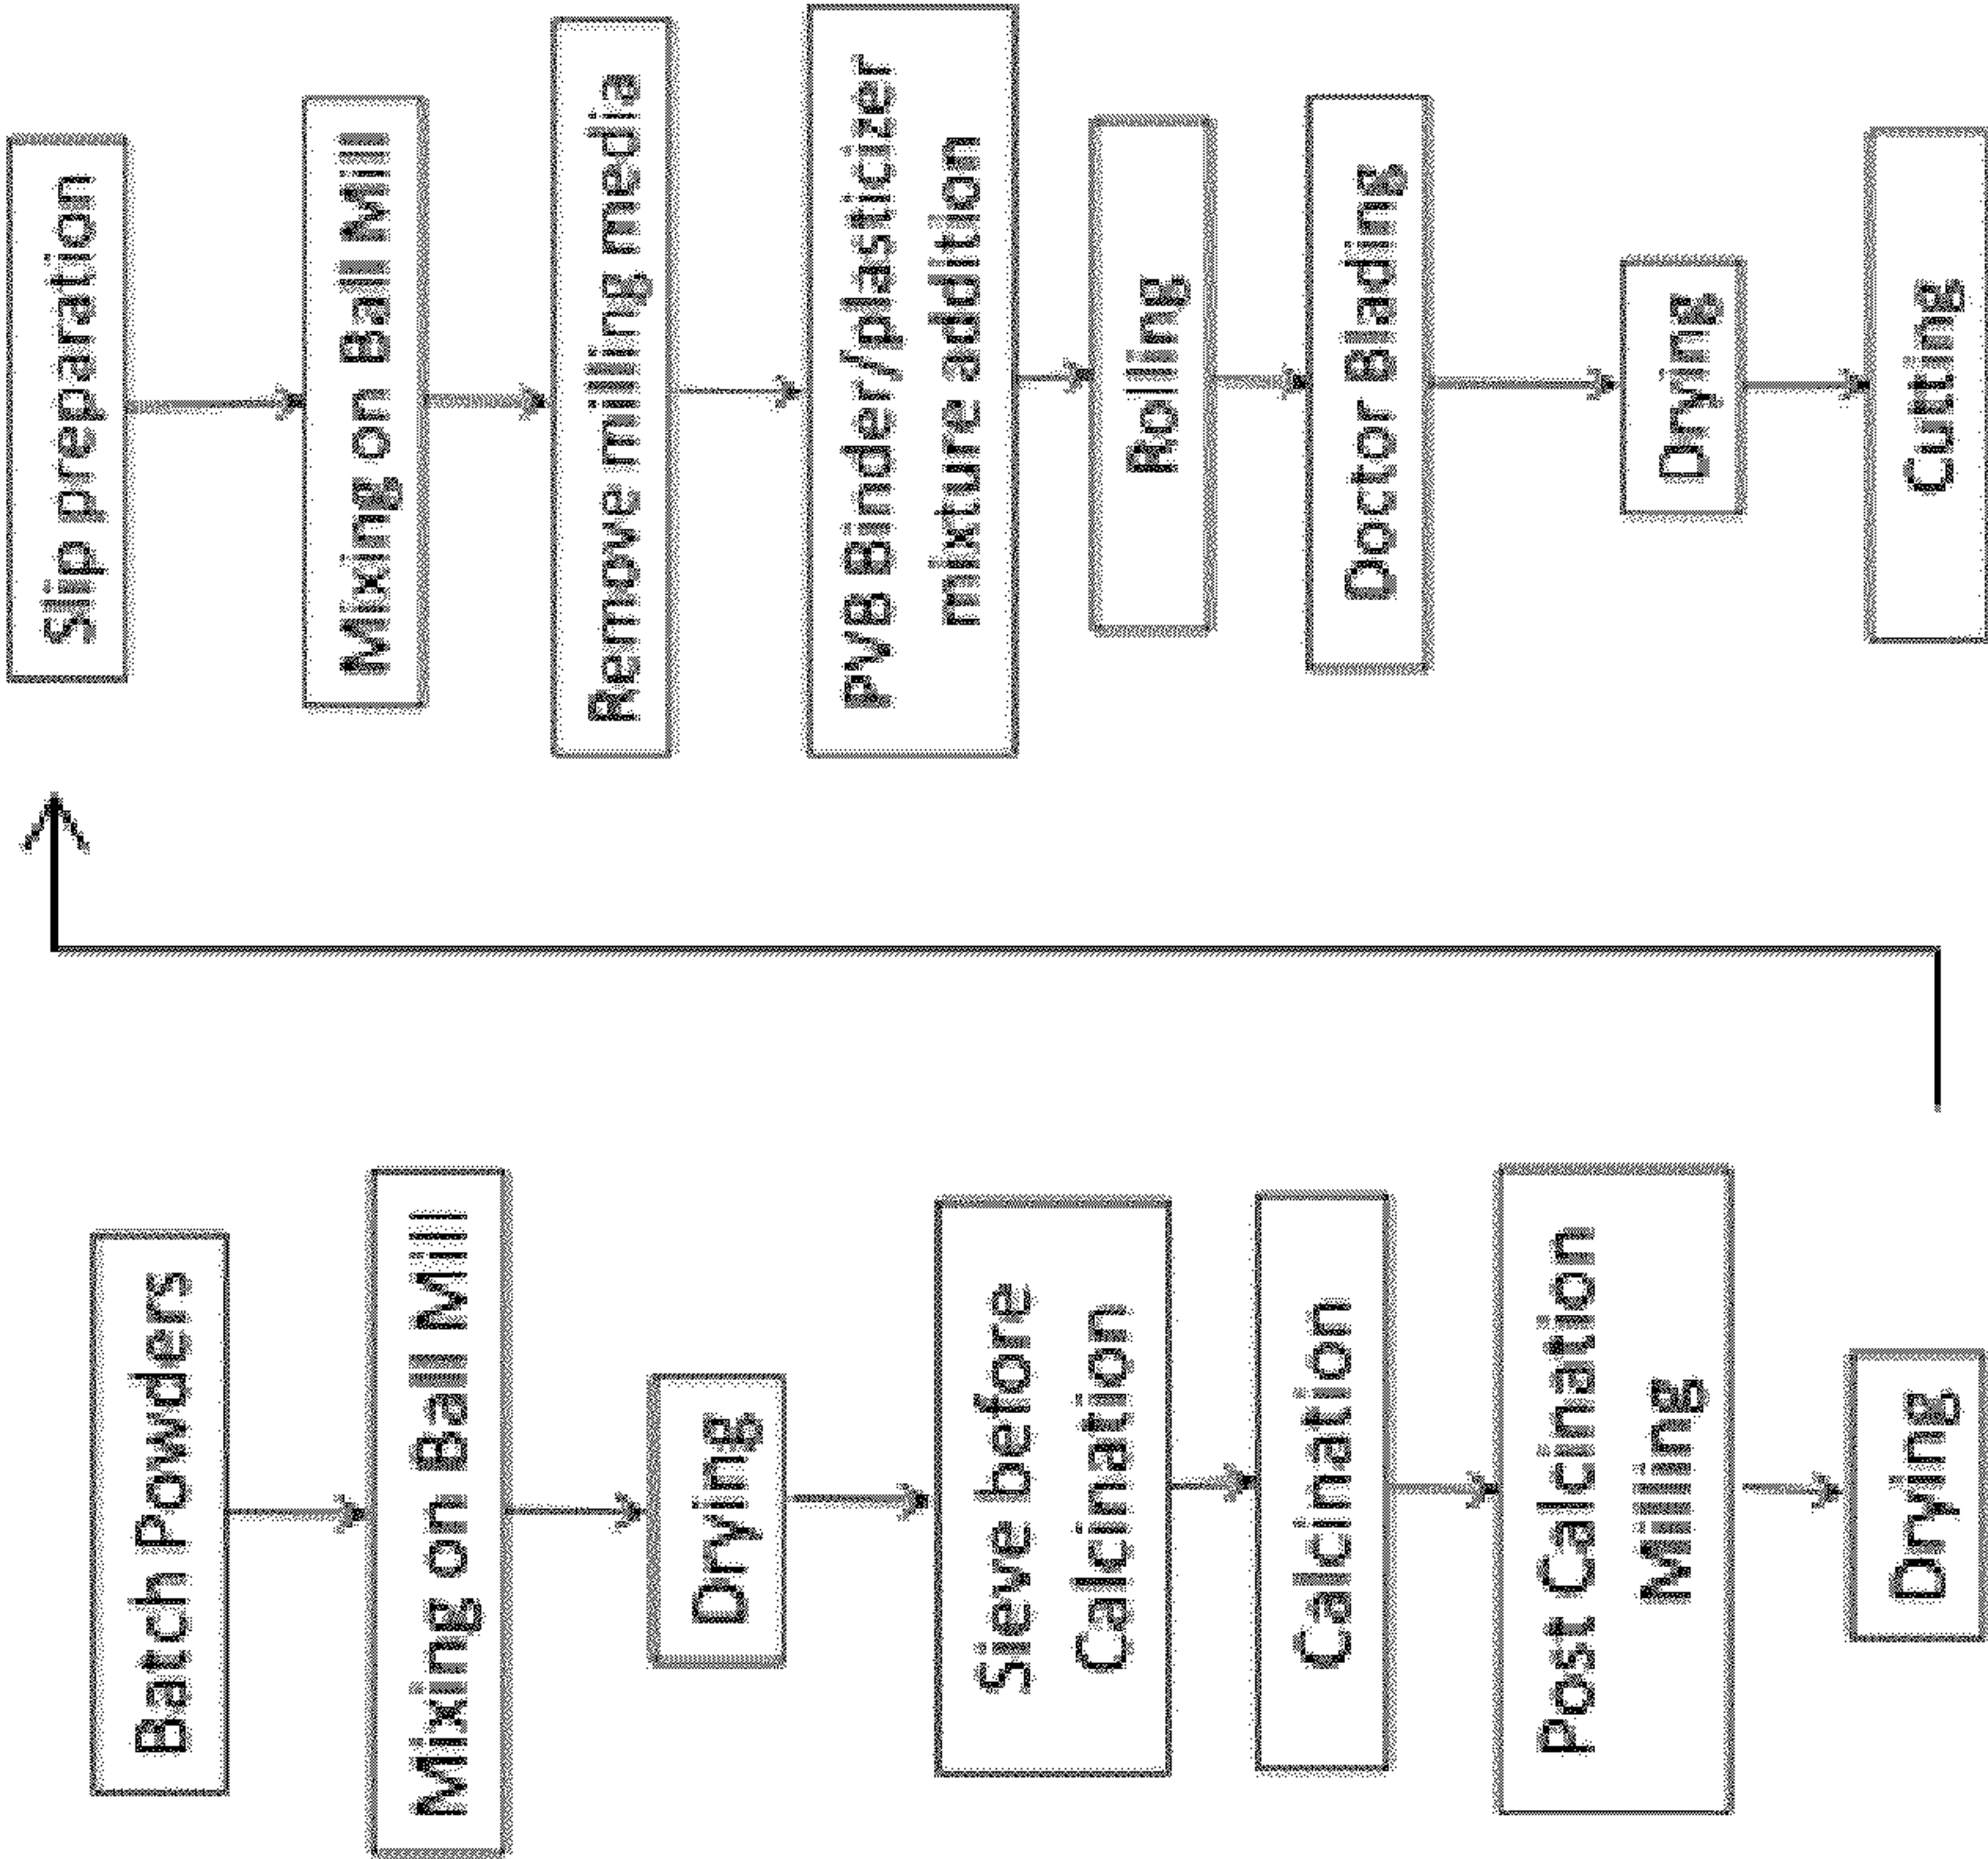 Batch Powders
Mixing on Ball Mill
Drying
Sieve before
Calcination
Calcination
Post Calcination
Milling
Drying
Slip preparation
Mixing on Ball Mill
Remove milling media
PVB Binder/plasticizer
mixture addition
Rolling
Doctor Blading
Drying
Cutting